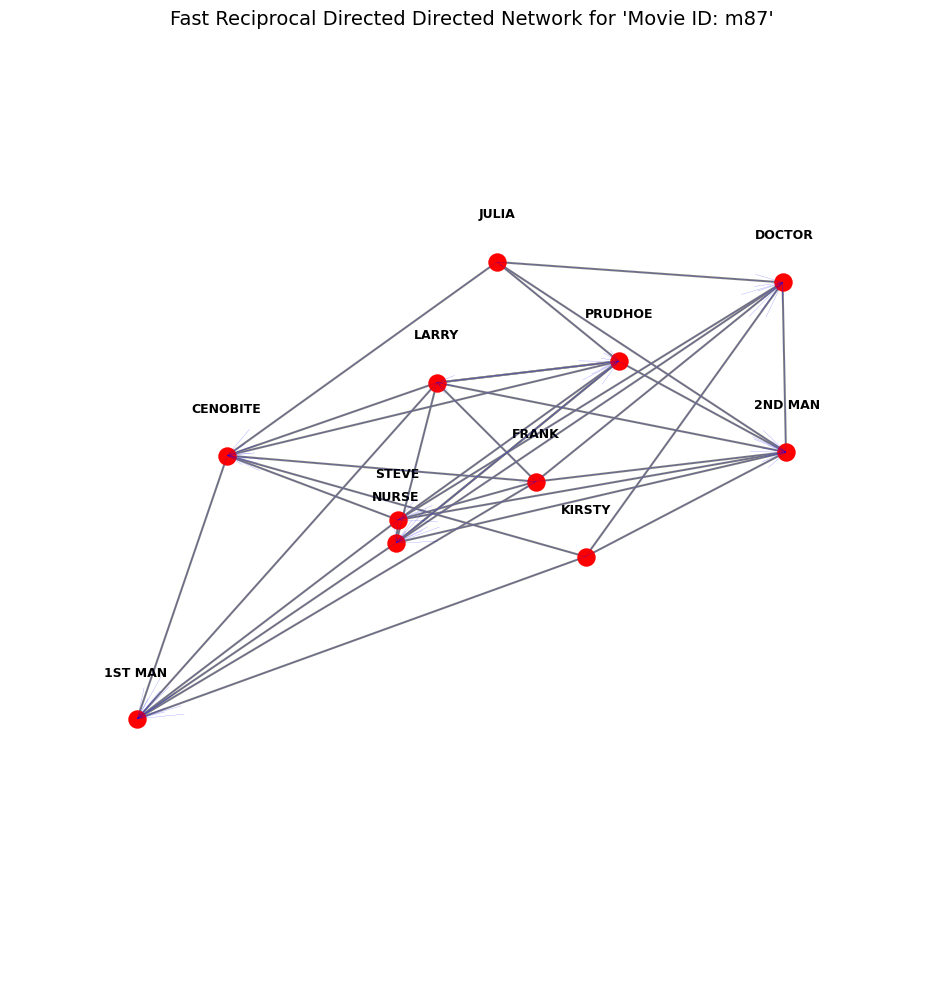 Fast Reciprocal Directed Directed Network for 'Movie ID: m87'
JULIA
DOCTOR
PRUDHOE
LARRY
2ND MAN
CENOBITE
FRANK
STEVE
NURSE
KIRSTY
1ST MAN